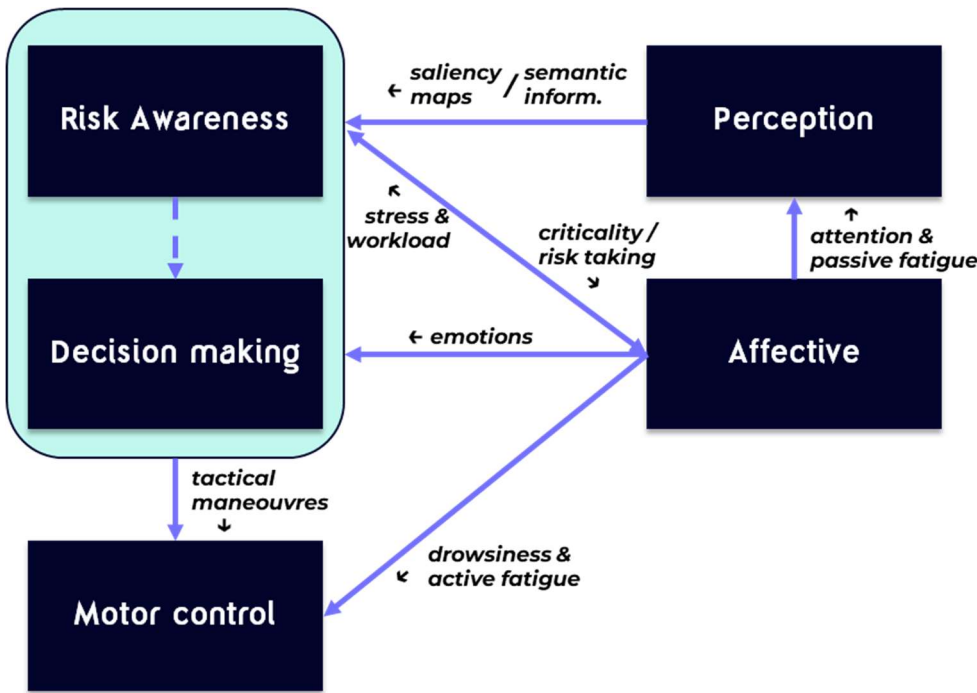 Risk Awareness
← saliency / semantic
maps inform.
Perception
↖
stress &
workload
criticality /
risk taking
↘
↑
attention &
passive fatigue
Decision making
← emotions
Affective
tactical
maneouvres
↓
drowsiness &
↙ active fatigue
Motor control